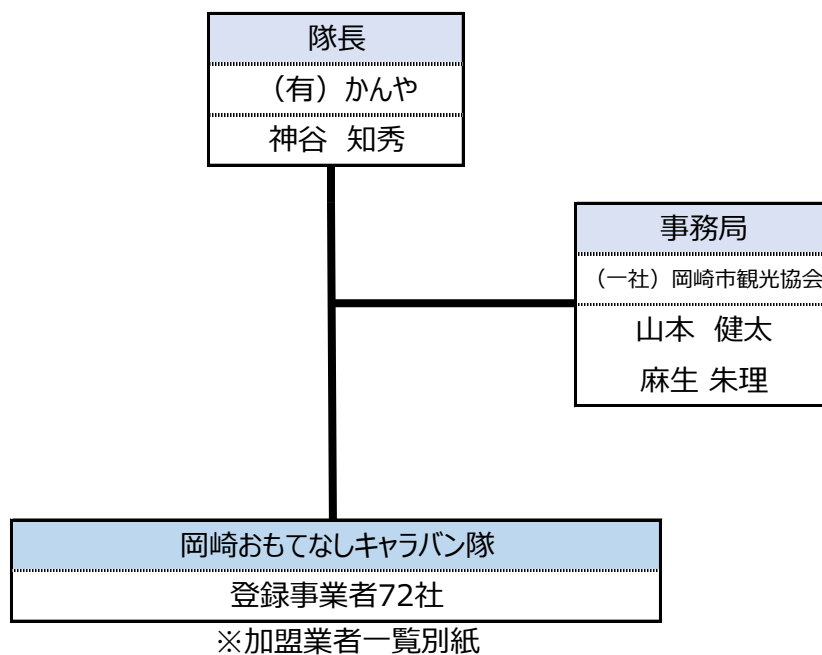 隊長
（有）かんや
神谷　知秀
事務局
（一社）岡崎市観光協会
山本　健太
麻生 朱理
岡崎おもてなしキャラバン隊
登録事業者72社
※加盟業者一覧別紙